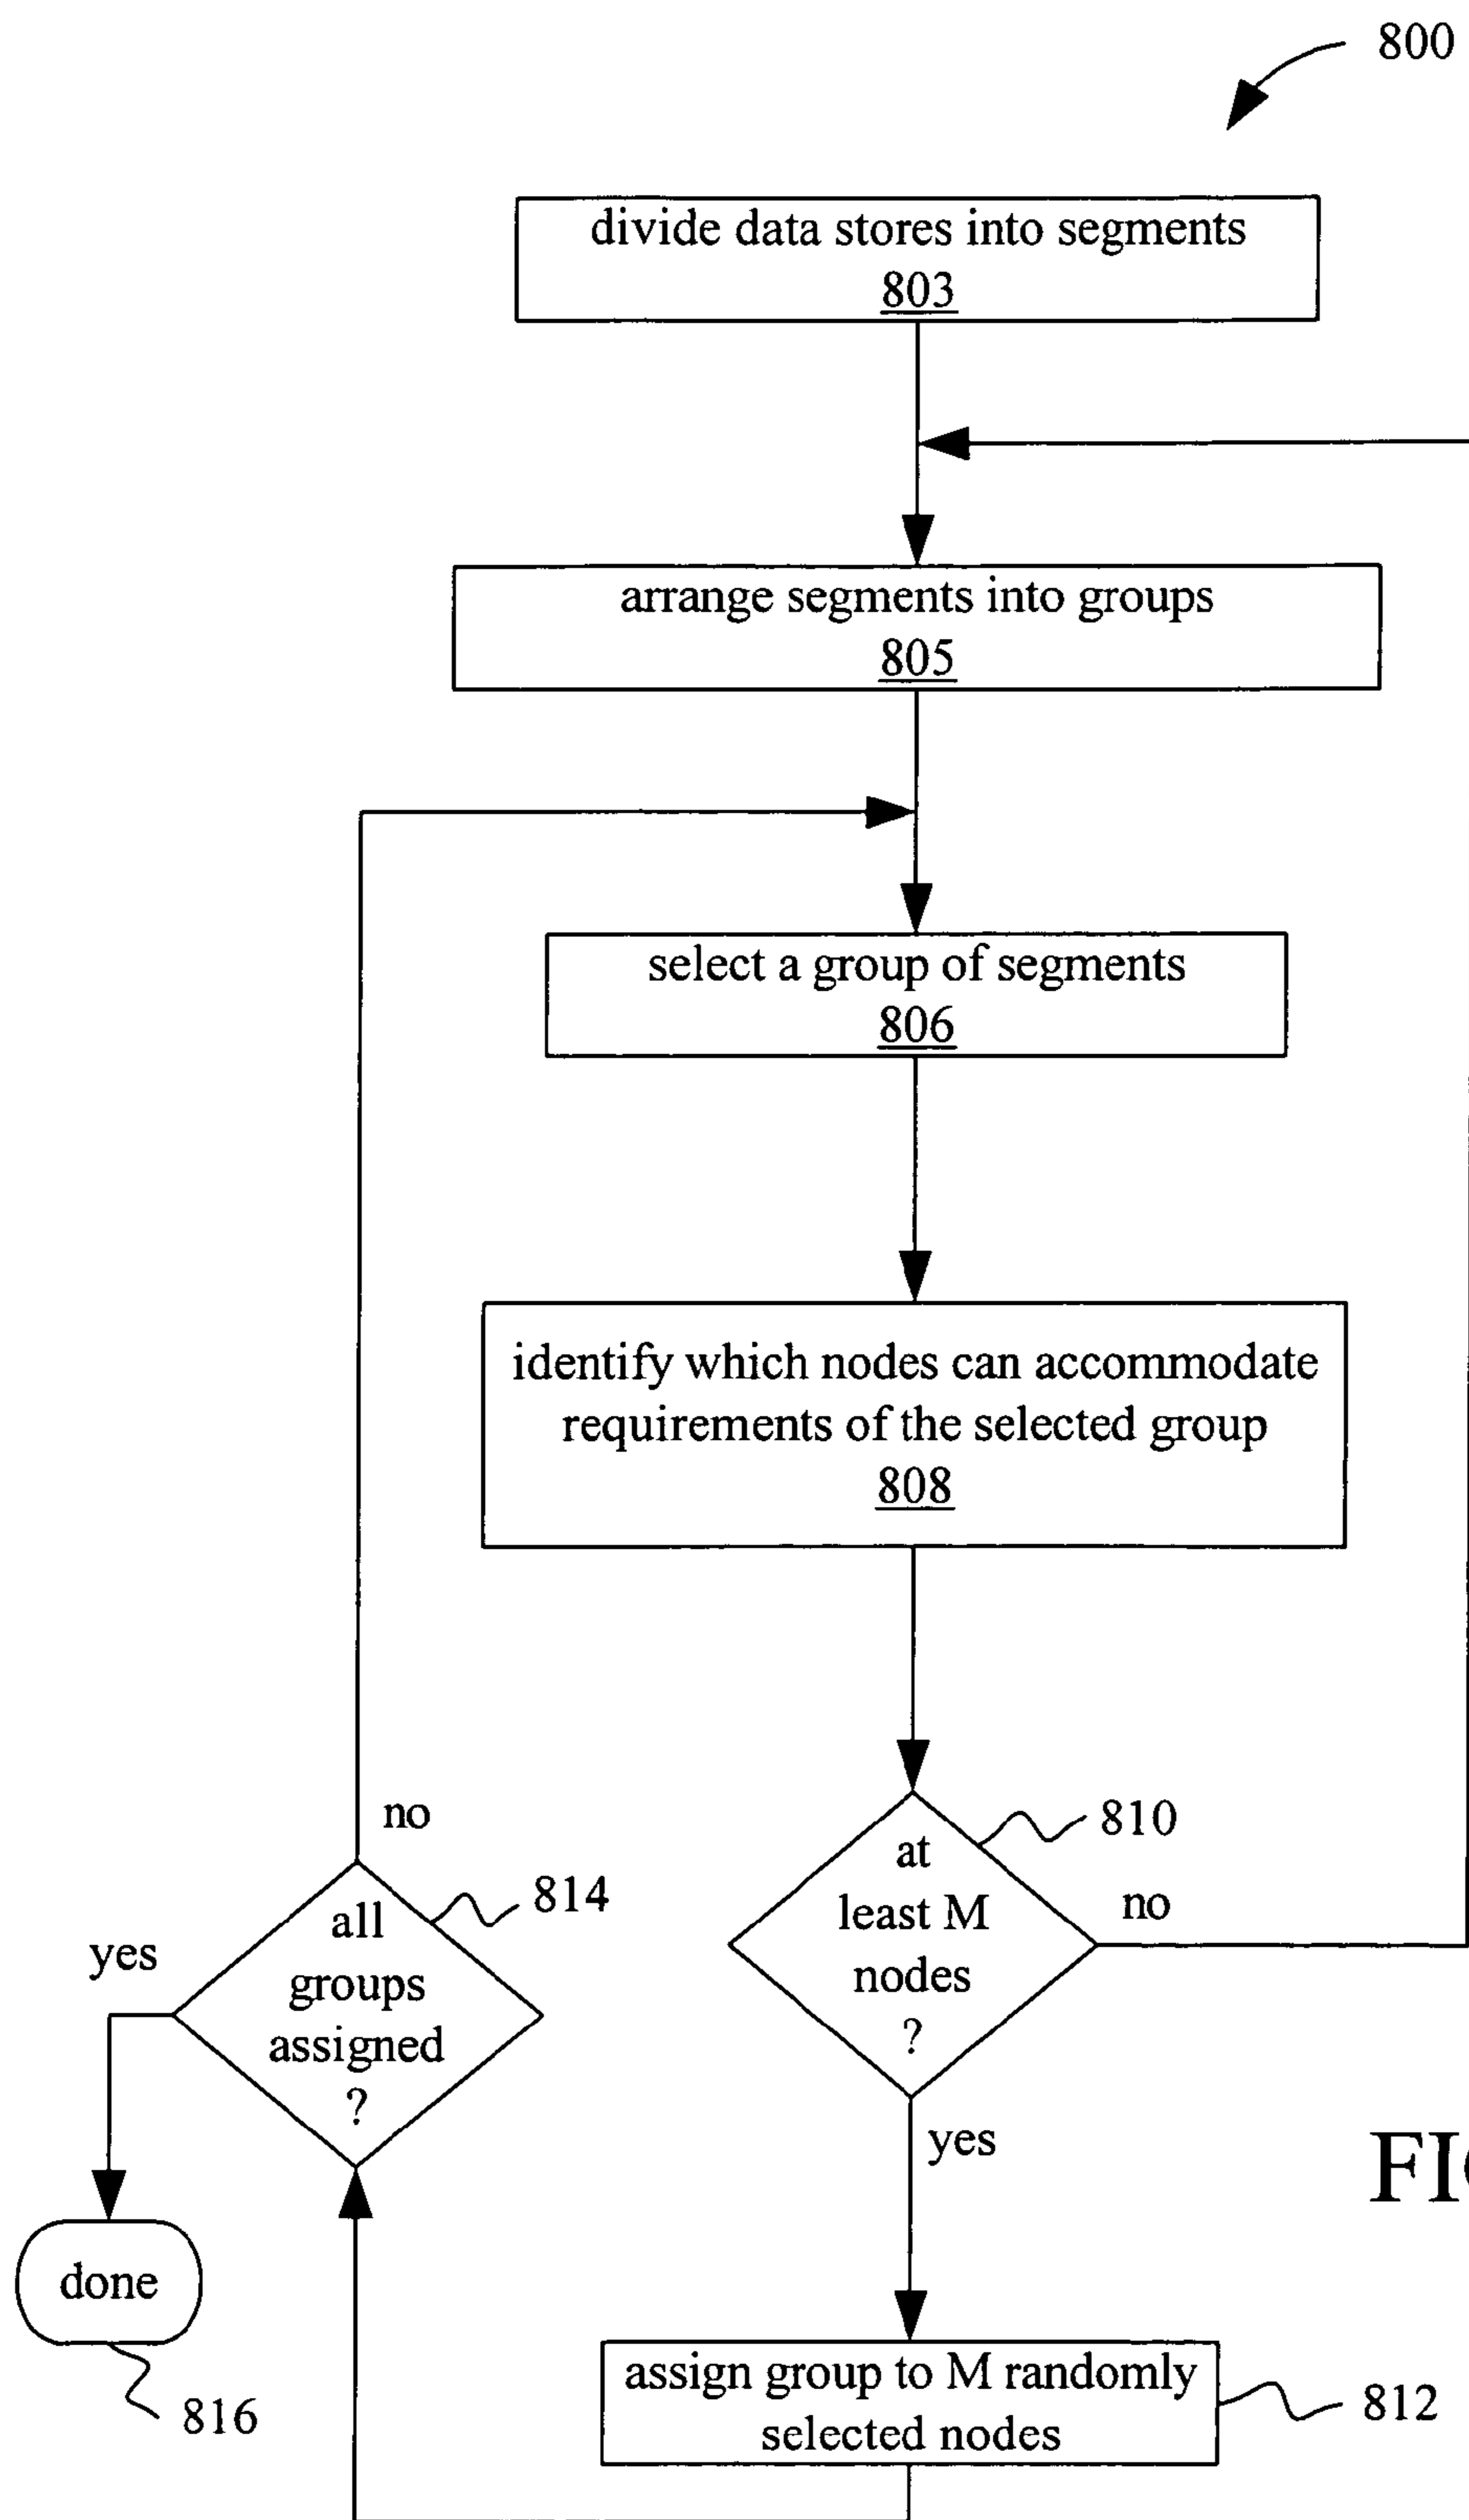 800
divide data stores into segments
803
arrange segments into groups
805
select a group of segments
806
identify which nodes can accommodate
requirements of the selected group
808
810
at
least M
nodes
?
no
yes
no
814
all
groups
assigned
?
yes
done
816
assign group to M randomly
selected nodes
812